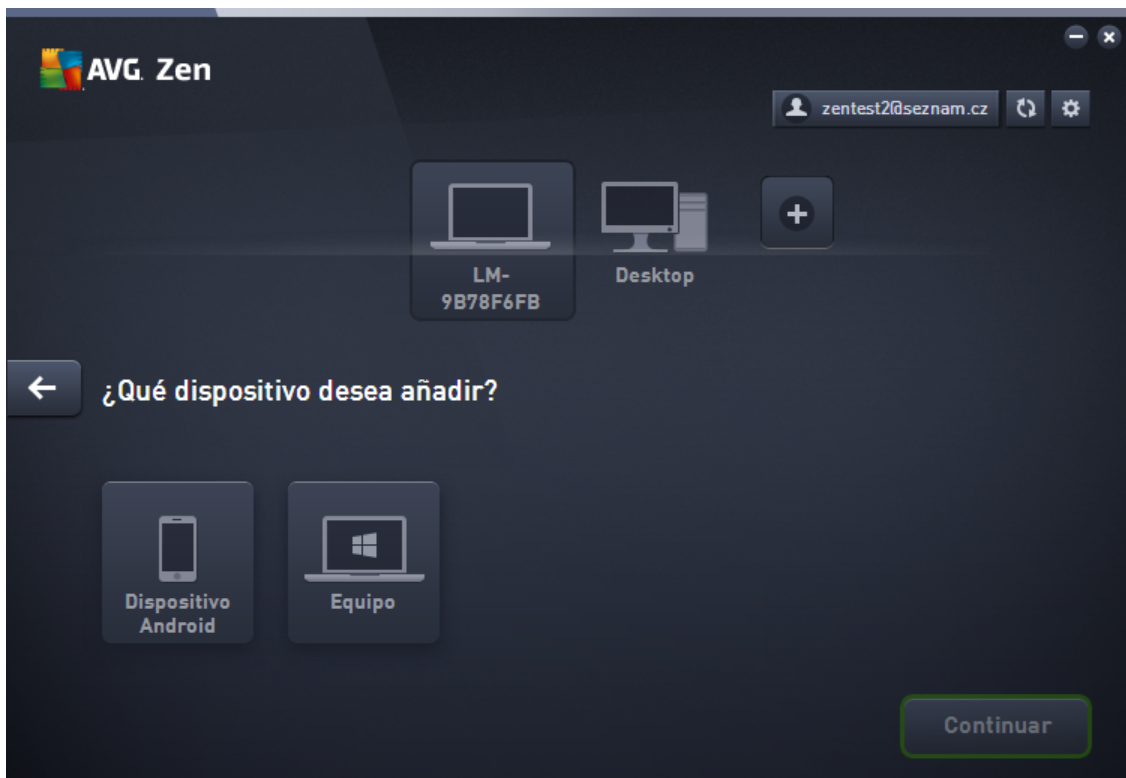 AVG. Zen
zentest2@seznam.cz
LM-
9B78F6FB
Desktop
¿Qué dispositivo desea añadir?
Dispositivo
Android
Equipo
Continuar